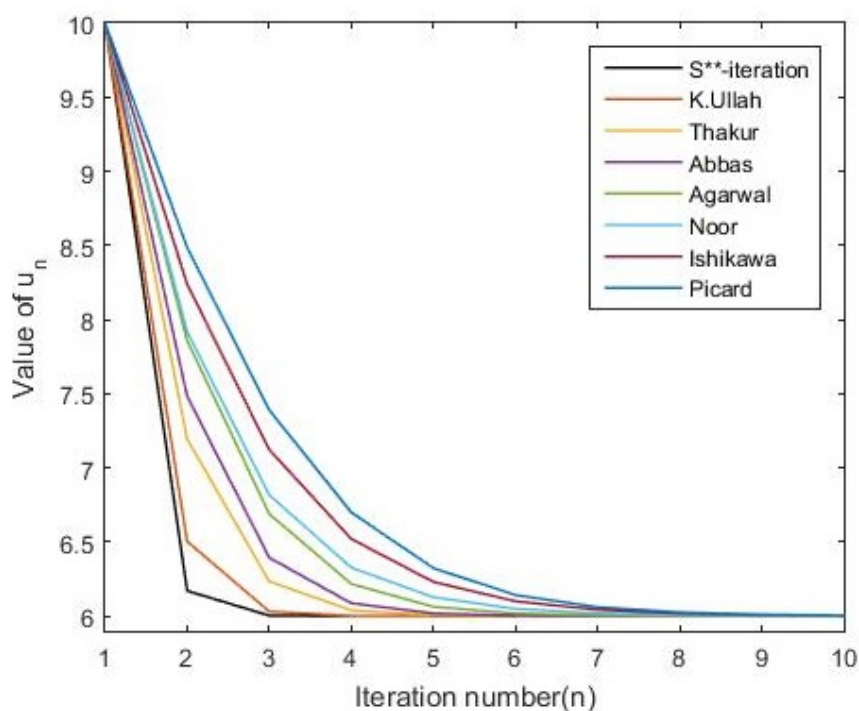 10
9.5
9
8.5
8
7.5
7
6.5
6
Value of u_n
S**-iteration
K.Ullah
Thakur
Abbas
Agarwal
Noor
Ishikawa
Picard
1 2 3 4 5 6 7 8 9 10
Iteration number(n)